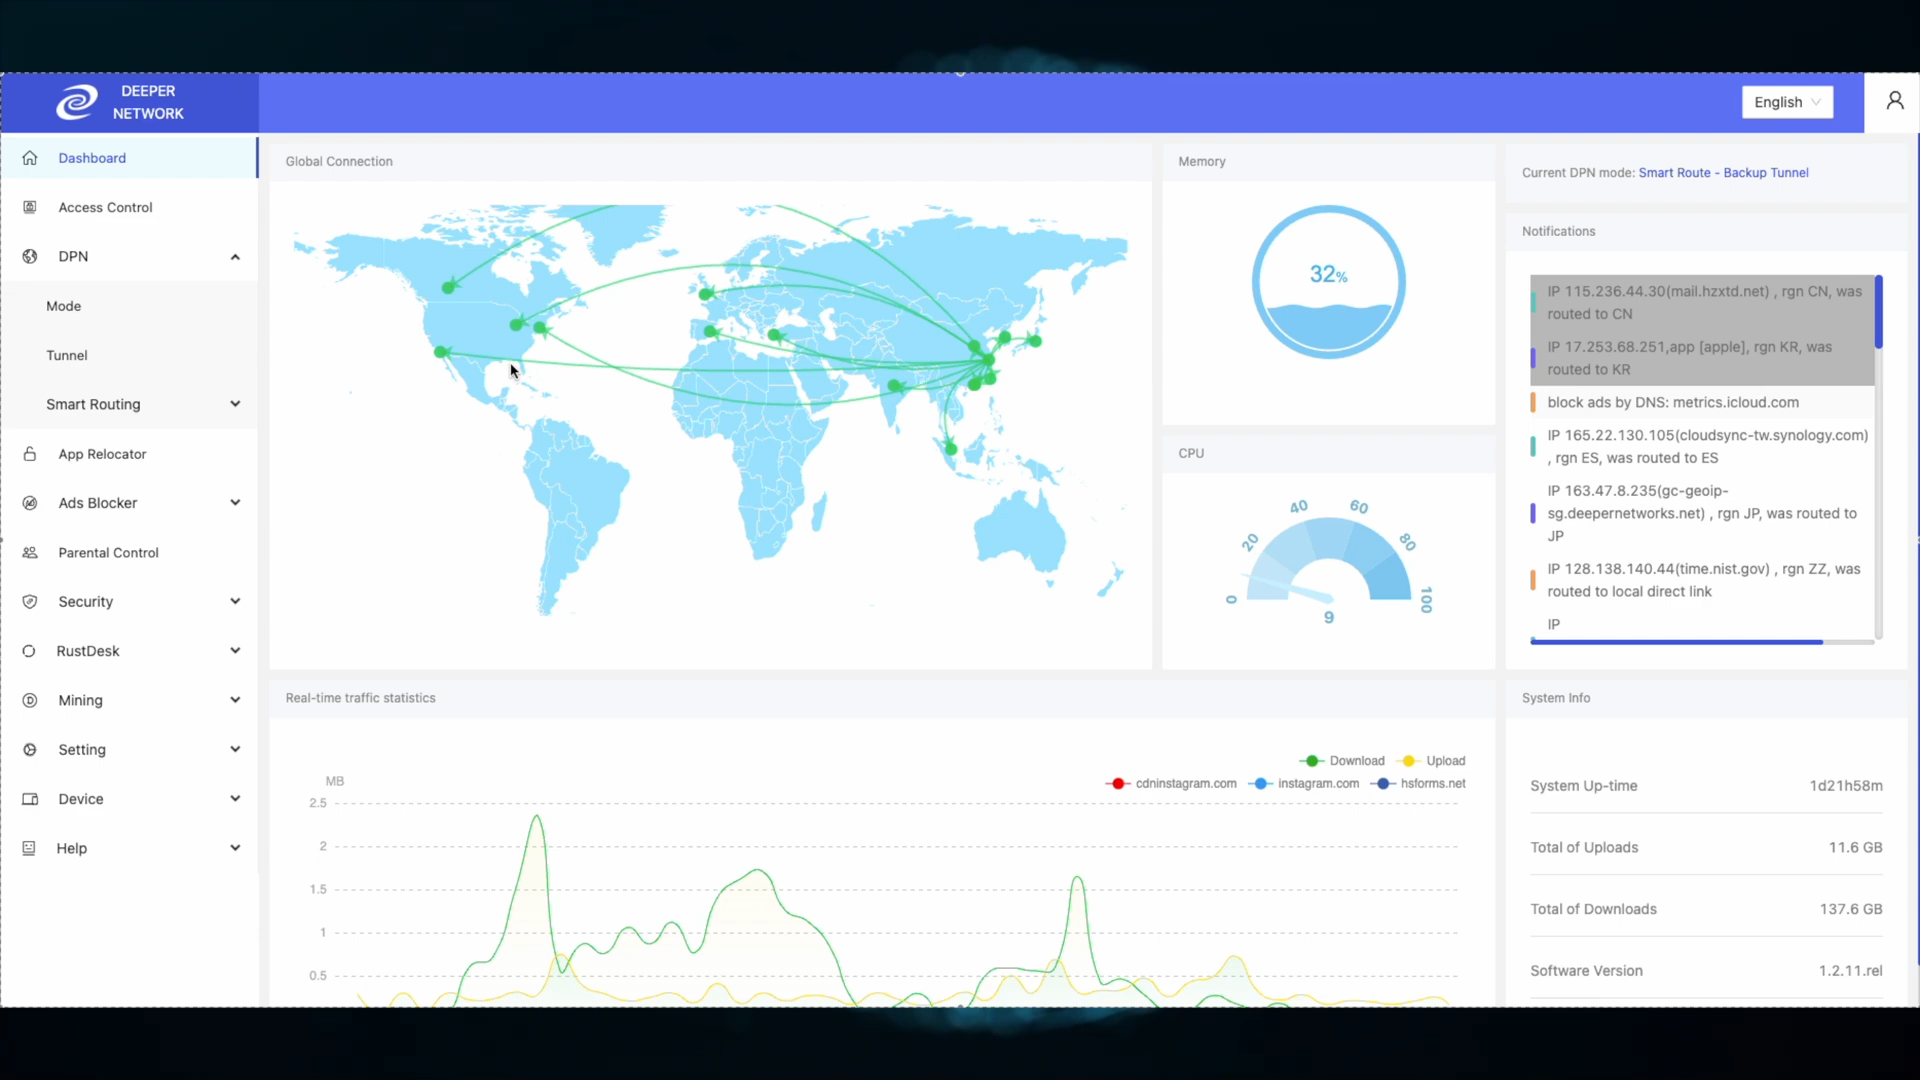 DEEPER
NETWORK
English
Dashboard
Access Control
DPN
Mode
Tunnel
Smart Routing
App Relocator
Ads Blocker
Parental Control
Security
RustDesk
Mining
Setting
Device
Help
Global Connection
Memory
32%
CPU
0
20
40
60
80
100
9
Current DPN mode: Smart Route - Backup Tunnel
Notifications
IP 115.236.44.30(mail.hzxtd.net) , rgn CN, was
routed to CN
IP 17.253.68.251,app [apple], rgn KR, was
routed to KR
block ads by DNS: metrics.icloud.com
IP 165.22.130.105(cloudsync-tw.synology.com)
, rgn ES, was routed to ES
IP 163.47.8.235(gc-geoip-
sg.deepernetworks.net) , rgn JP, was routed to
JP
IP 128.138.140.44(time.nist.gov) , rgn ZZ, was
routed to local direct link
IP
Real-time traffic statistics
Download
Upload
cdninstagram.com
instagram.com
hsforms.net
MB
2.5
2
1.5
1
0.5
System Info
System Up-time 1d21h58m
Total of Uploads 11.6 GB
Total of Downloads 137.6 GB
Software Version 1.2.11.rel